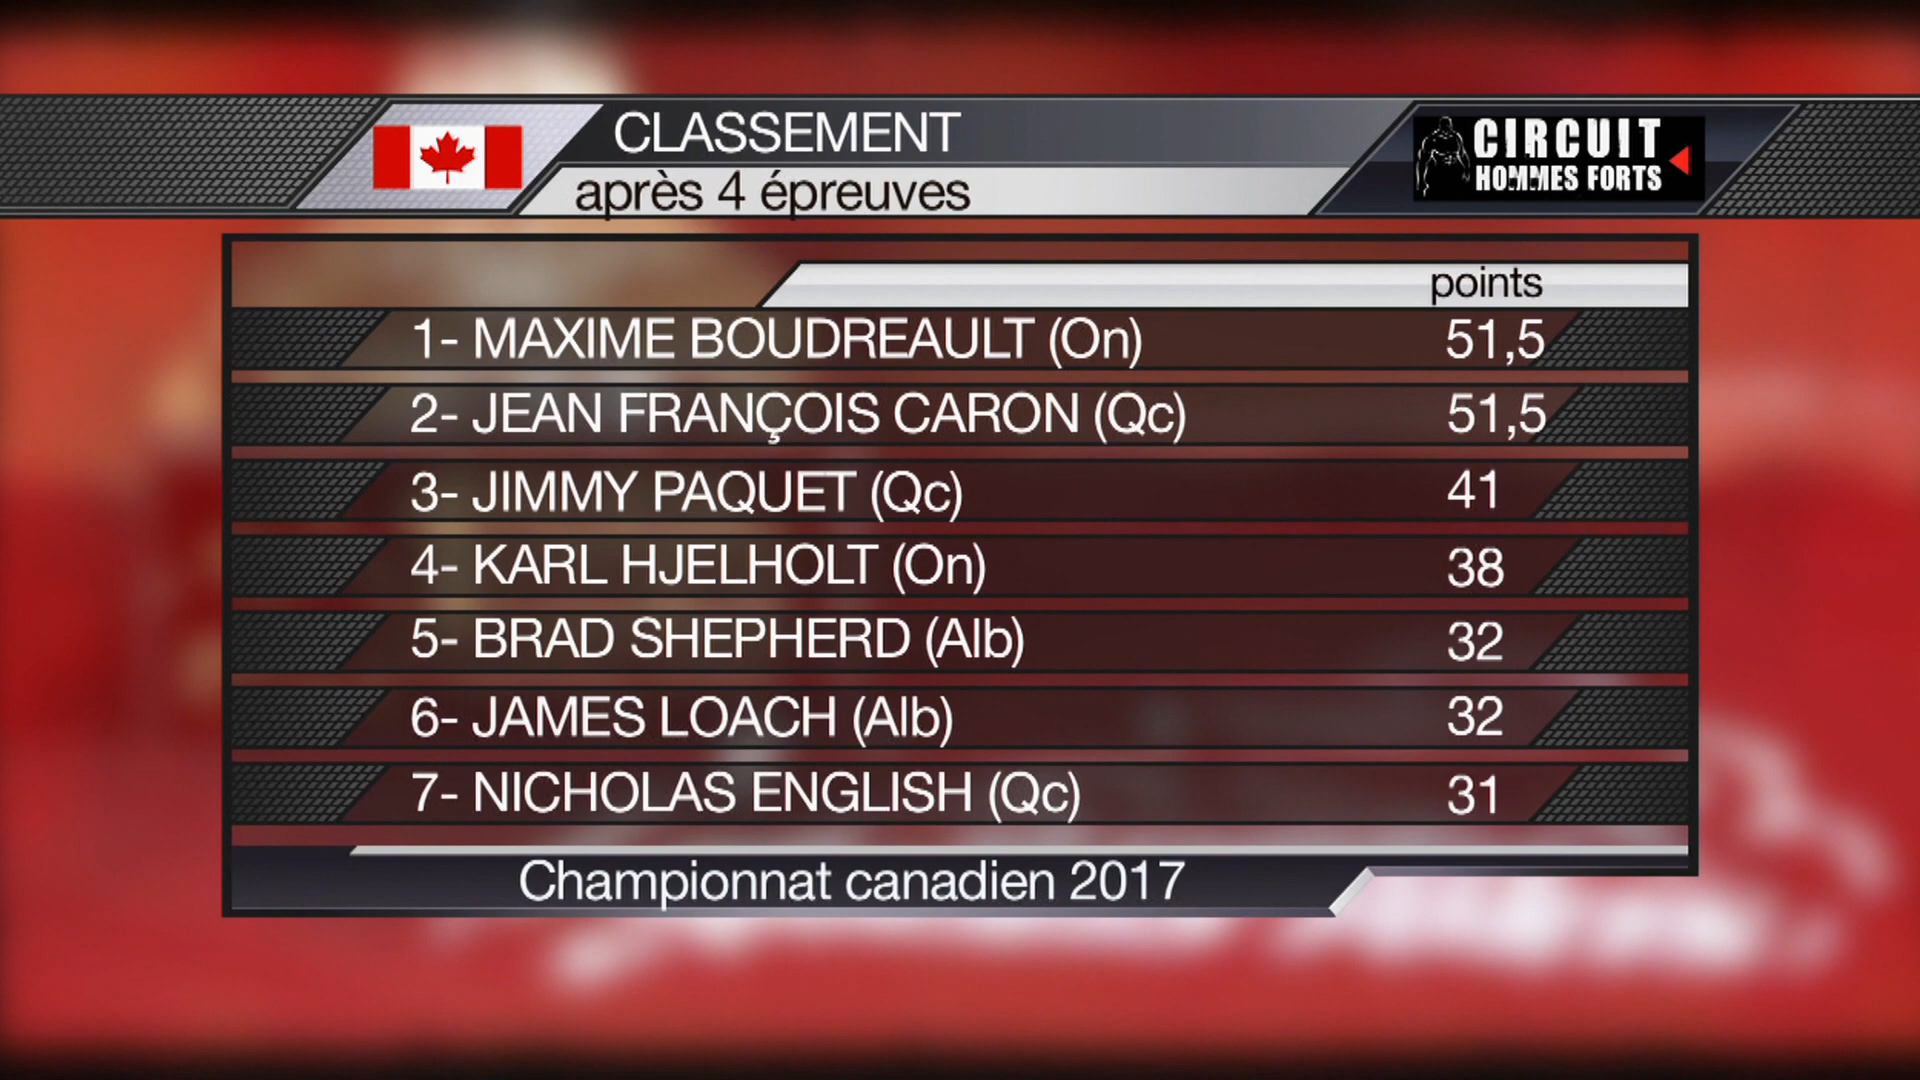 CLASSEMENT
après 4 épreuves
CIRCUIT
HOMMES FORTS
points
1- MAXIME BOUDREAULT (On) 51,5
2- JEAN FRANÇOIS CARON (Qc) 51,5
3- JIMMY PAQUET (Qc) 41
4- KARL HJELHOLT (On) 38
5- BRAD SHEPHERD (Alb) 32
6- JAMES LOACH (Alb) 32
7- NICHOLAS ENGLISH (Qc) 31
Championnat canadien 2017